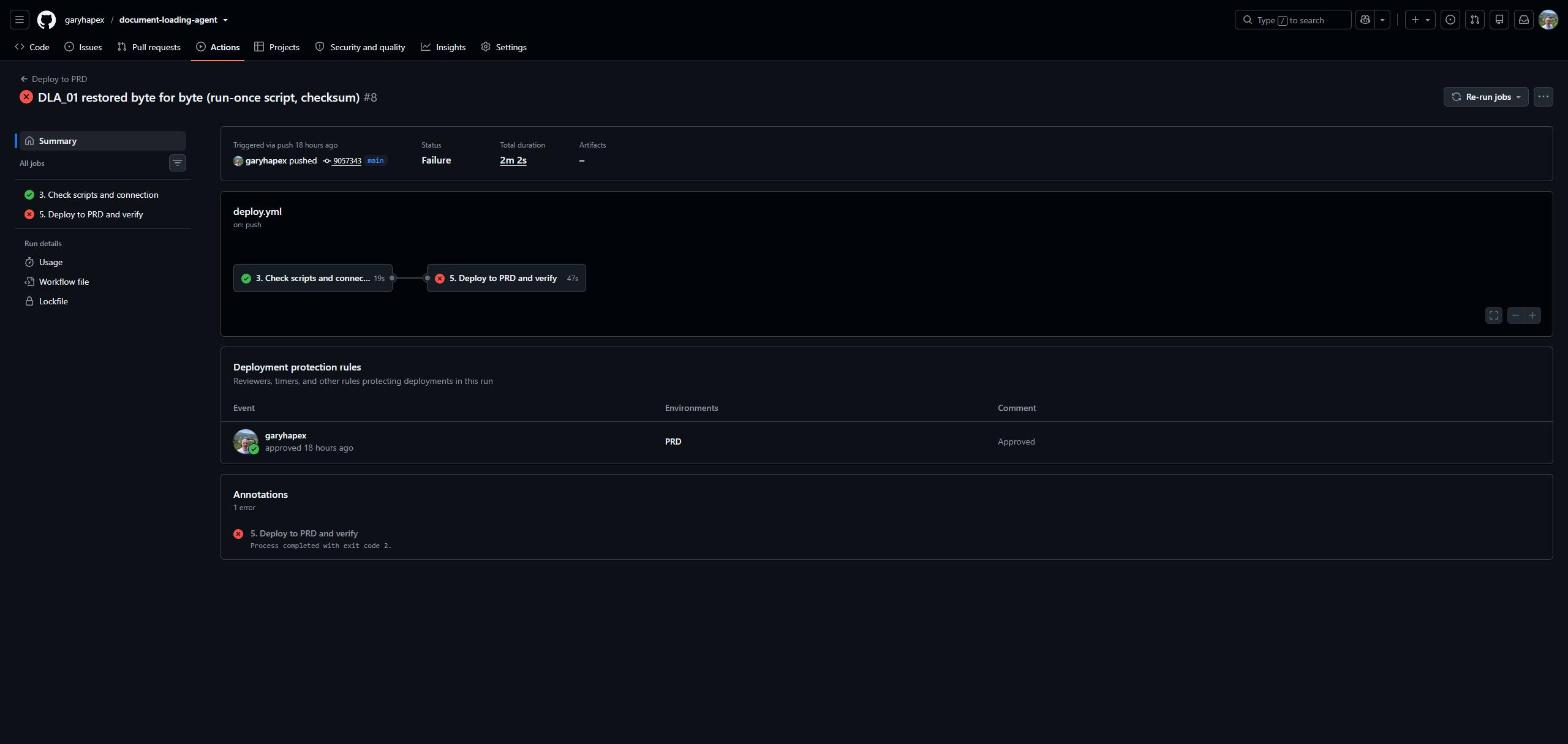 garyhapex / document-loading-agent
Type / to search
Code
Issues
Pull requests
Actions
Projects
Security and quality
Insights
Settings
Deploy to PRD
DLA_01 restored byte for byte (run-once script, checksum) #8
Re-run jobs
Summary
All jobs
3. Check scripts and connection
5. Deploy to PRD and verify
Run details
Usage
Workflow file
Lockfile
Triggered via push 18 hours ago
garyhapex pushed 9057343 main
Status
Failure
Total duration
2m 2s
Artifacts
–
deploy.yml
on: push
3. Check scripts and connec... 19s
5. Deploy to PRD and verify 47s
Deployment protection rules
Reviewers, timers, and other rules protecting deployments in this run
Event Environments Comment
garyhapex
approved 18 hours ago
PRD
Approved
Annotations
1 error
5. Deploy to PRD and verify
Process completed with exit code 2.